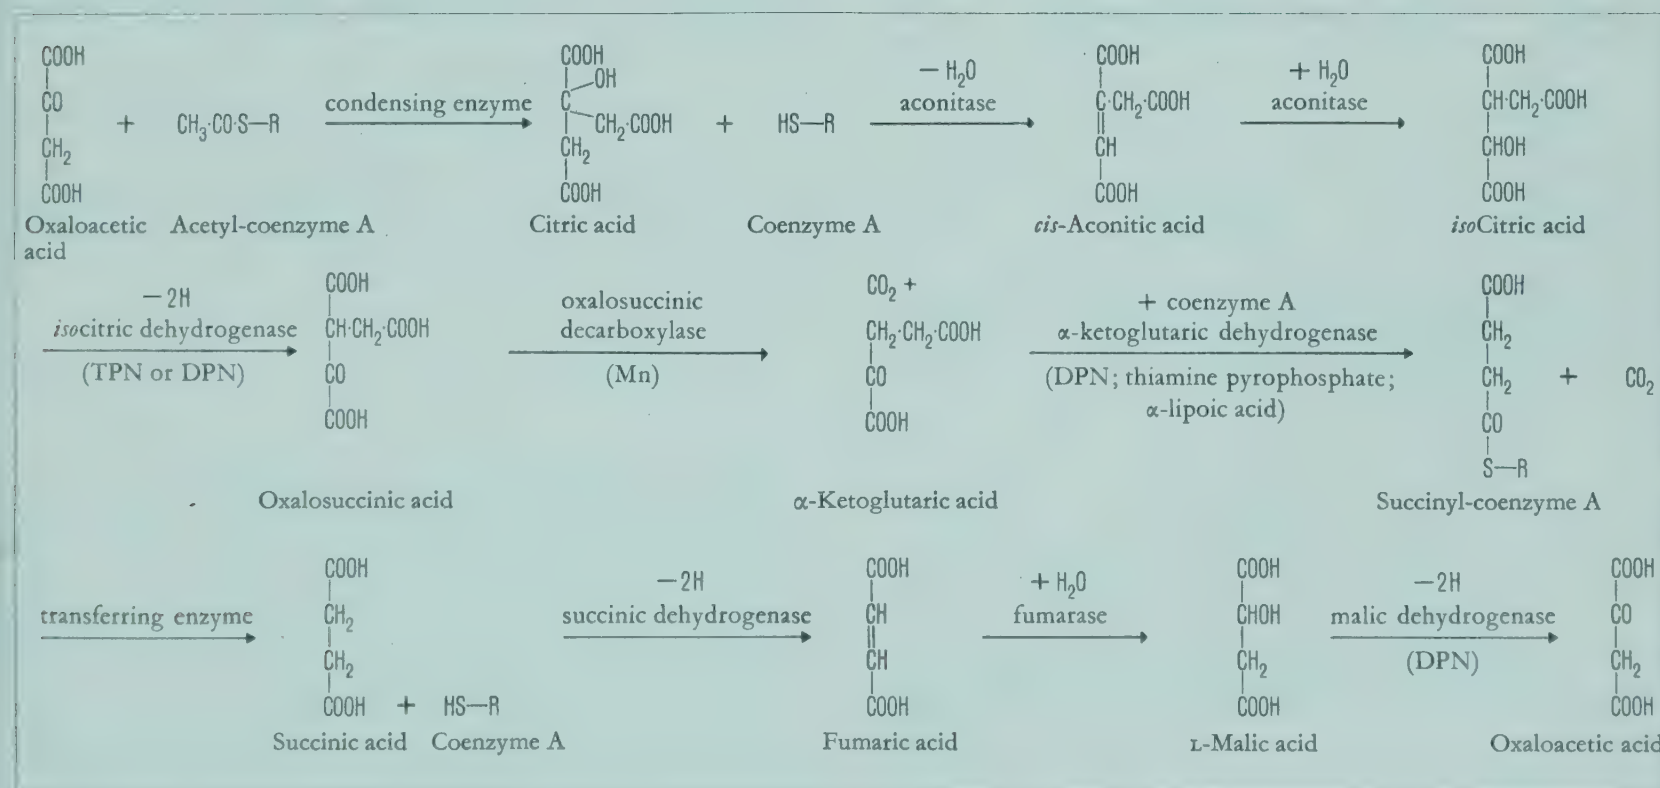 COOH COOH COOH COOH
CO + CH₃·CO·S—R condensing enzyme C —OH —CH₂·COOH + HS—R — H₂O aconitase C·CH₂·COOH + H₂O aconitase CH·CH₂·COOH
CH₂ CH₂ CH CHOH
COOH COOH COOH COOH
Oxaloacetic acid Acetyl-coenzyme A Citric acid Coenzyme A cis-Aconitic acid isoCitric acid
— 2H COOH CO₂ + COOH
isocitric dehydrogenase CH·CH₂·COOH oxalosuccinic decarboxylase CH₂·CH₂·COOH + coenzyme A α-ketoglutaric dehydrogenase CH₂
(TPN or DPN) CO (Mn) CO (DPN; thiamine pyrophosphate; α-lipoic acid) CH₂ + CO₂
COOH COOH CO
S—R
Oxalosuccinic acid α-Ketoglutaric acid Succinyl-coenzyme A
COOH —2H COOH + H₂O COOH —2H COOH
transferring enzyme CH₂ succinic dehydrogenase CH fumarase CHOH malic dehydrogenase CO
CH₂ CH CH₂ (DPN) CH₂
COOH + HS—R COOH COOH COOH
Succinic acid Coenzyme A Fumaric acid L-Malic acid Oxaloacetic acid